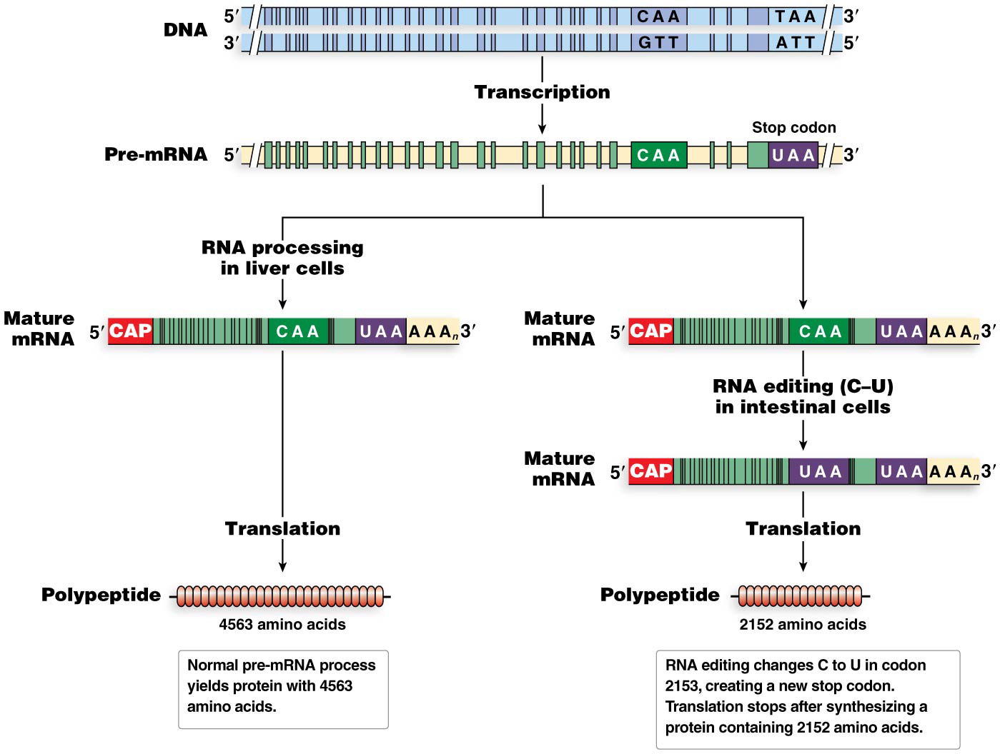 5′ CAA TAA 3′
DNA
3′ GTT ATT 5′
Transcription
Stop codon
Pre-mRNA 5′ CAA UAA 3′
RNA processing
in liver cells
Mature
mRNA
5′ CAP CAA UAA AAAn 3′
Mature
mRNA
5′ CAP CAA UAA AAAn 3′
RNA editing (C–U)
in intestinal cells
Mature
mRNA
5′ CAP UAA UAA AAAn 3′
Translation
Translation
Polypeptide
4563 amino acids
Polypeptide
2152 amino acids
Normal pre-mRNA process
yields protein with 4563
amino acids.
RNA editing changes C to U in codon
2153, creating a new stop codon.
Translation stops after synthesizing a
protein containing 2152 amino acids.